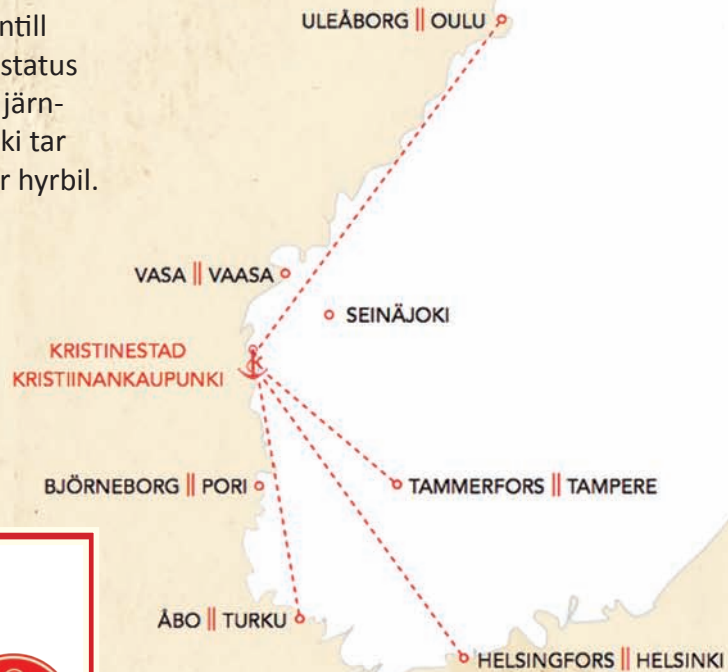 ntill
status
järn-
ki tar
r hyrbil.
ULEÅBORG || OULU
VASA || VAASA
SEINÄJOKI
KRISTINESTAD
KRISTIINANKAUPUNKI
K
BJÖRNEBORG || PORI
TAMMERFORS || TAMPERE
ÅBO || TURKU
HELSINGFORS || HELSINKI